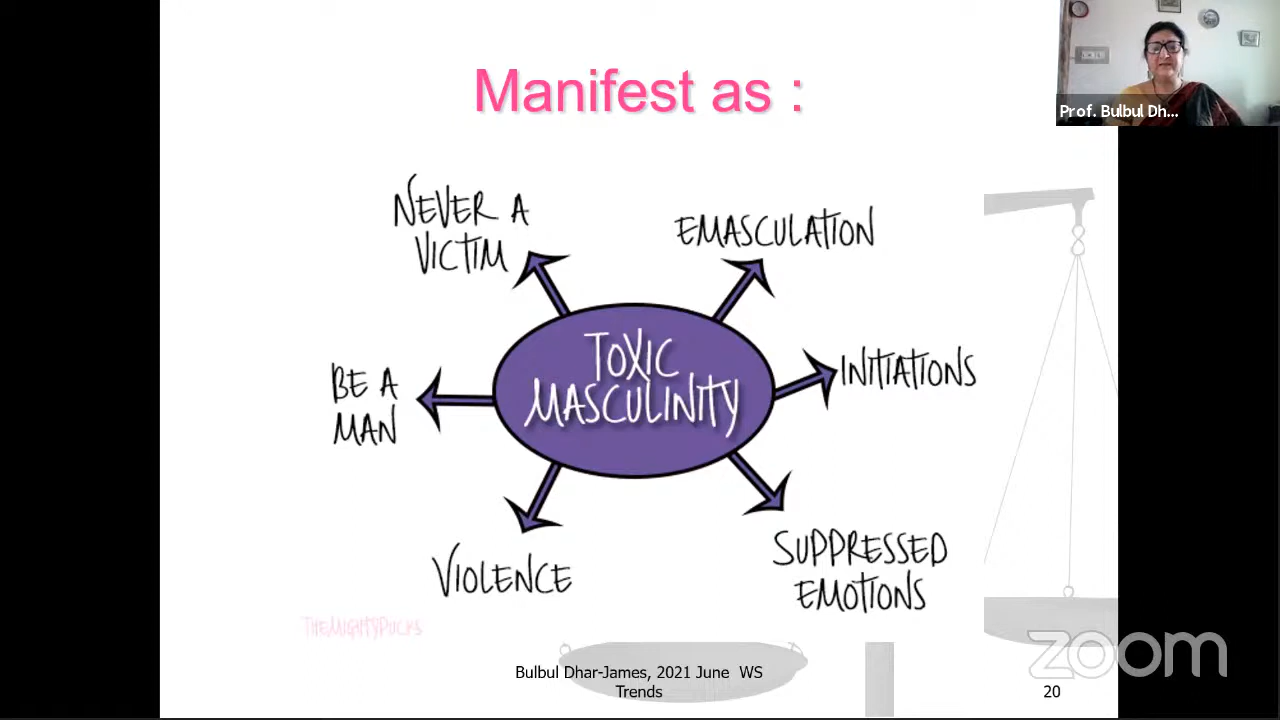 Manifest as :
Prof. Bulbul Dh...
NEVER A
VICTIM
EMASCULATION
TOXIC
MASCULINITY
INITIATIONS
BE A
MAN
VIOLENCE
SUPPRESSED
EMOTIONS
THEMIGHTYDUCKS
Bulbul Dhar-James, 2021 June WS
Trends
20
zoom